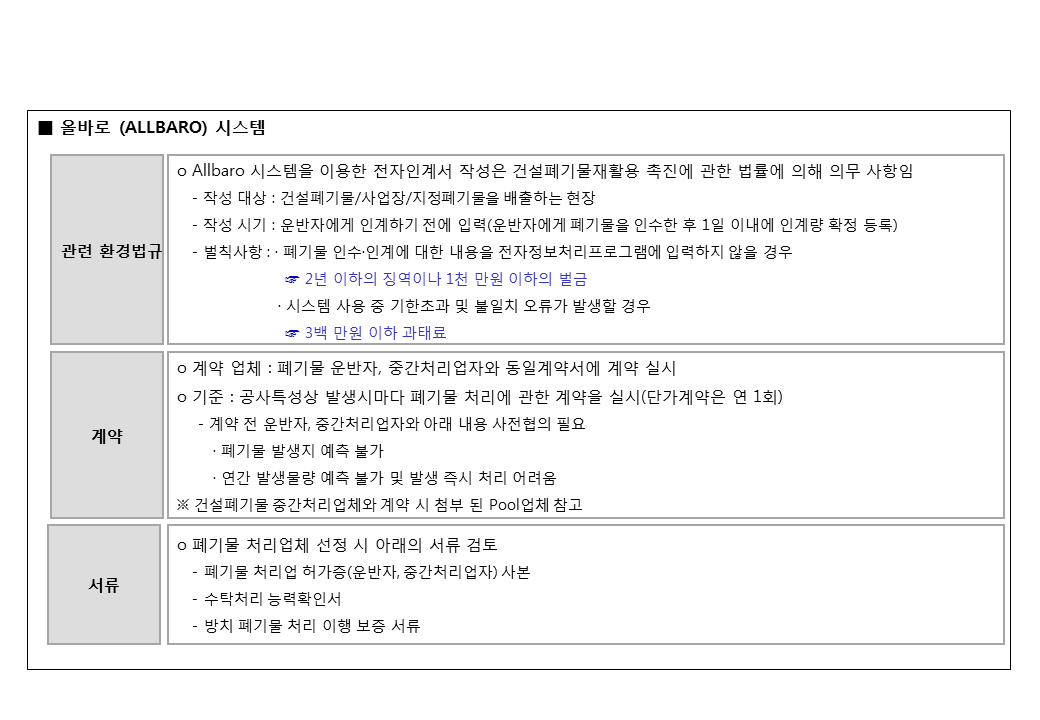 ■ 올바로 (ALLBARO) 시스템
관련 환경법규
ο Allbaro 시스템을 이용한 전자인계서 작성은 건설폐기물재활용 촉진에 관한 법률에 의해 의무 사항임
- 작성 대상 : 건설폐기물/사업장/지정폐기물을 배출하는 현장
- 작성 시기 : 운반자에게 인계하기 전에 입력(운반자에게 폐기물을 인수한 후 1일 이내에 인계량 확정 등록)
- 벌칙사항 : · 폐기물 인수·인계에 대한 내용을 전자정보처리프로그램에 입력하지 않을 경우
☞ 2년 이하의 징역이나 1천 만원 이하의 벌금
· 시스템 사용 중 기한초과 및 불일치 오류가 발생할 경우
☞ 3백 만원 이하 과태료
계약
ο 계약 업체 : 폐기물 운반자, 중간처리업자와 동일계약서에 계약 실시
ο 기준 : 공사특성상 발생시마다 폐기물 처리에 관한 계약을 실시(단가계약은 연 1회)
- 계약 전 운반자, 중간처리업자와 아래 내용 사전협의 필요
· 폐기물 발생지 예측 불가
· 연간 발생물량 예측 불가 및 발생 즉시 처리 어려움
※ 건설폐기물 중간처리업체와 계약 시 첨부 된 Pool업체 참고
서류
ο 폐기물 처리업체 선정 시 아래의 서류 검토
- 폐기물 처리업 허가증(운반자, 중간처리업자) 사본
- 수탁처리 능력확인서
- 방치 폐기물 처리 이행 보증 서류